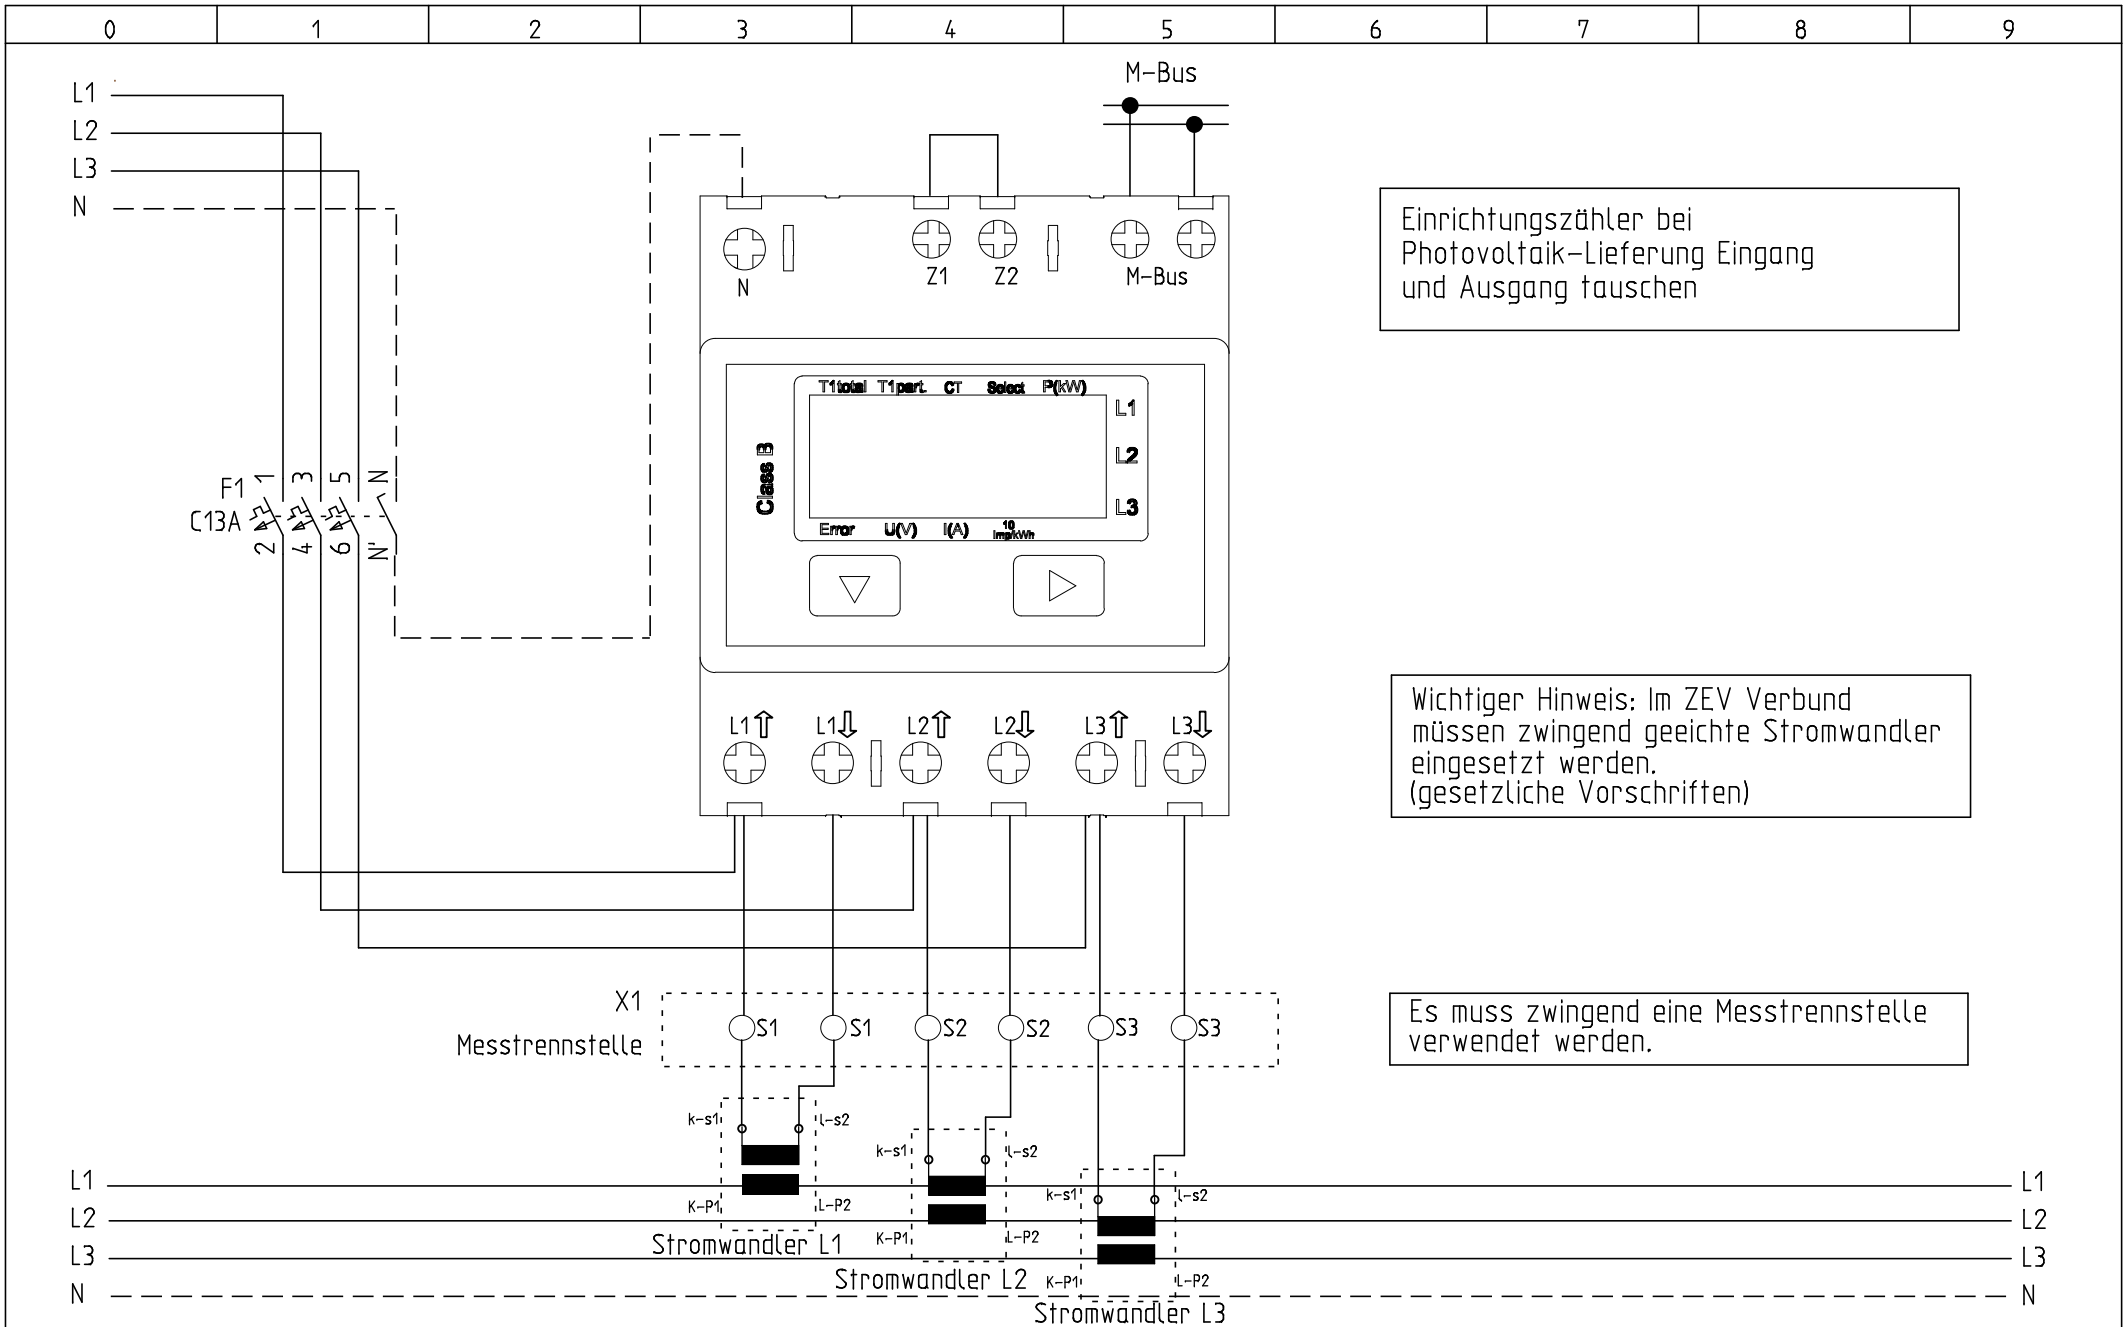 0 1 2 3 4 5 6 7 8 9
M-Bus
L1
L2
L3
N
Einrichtungszähler bei
Photovoltaik-Lieferung Eingang
und Ausgang tauschen
N
Z1 Z2
M-Bus
T1total T1part. CT Select P(kW)
L1
L2
L3
Class B
Error U(V) I(A) 10
imp/kWh
1 3 5 N
F1
C13A
2 4 6 N'
Wichtiger Hinweis: Im ZEV Verbund
müssen zwingend geeichte Stromwandler
eingesetzt werden.
(gesetzliche Vorschriften)
L1 L1 L2 L2 L3 L3
X1
Messtrennstelle
S1 S1 S2 S2 S3 S3
Es muss zwingend eine Messtrennstelle
verwendet werden.
k-s1 l-s2
k-s1 l-s2
k-s1 l-s2
L1 L1
K-P1 L-P2
L2 L2
K-P1 L-P2
Stromwandler L1
L3 L3
Stromwandler L2
K-P1 L-P2
N N
Stromwandler L3